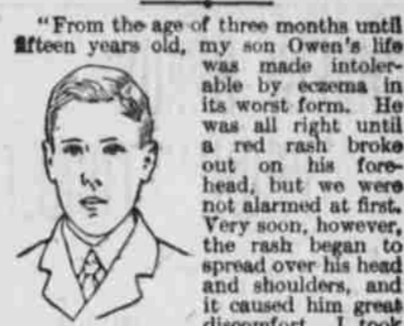 "From the age of three months until
fifteen years old, my son Owen's life
was made intoler-
able by eczema in
its worst form. He
was all right until
a red rash broke
out on his fore-
head, but we were
not alarmed at first.
Very soon, however,
the rash began to
spread over his head
and shoulders, and
it caused him great
discomfort. I took